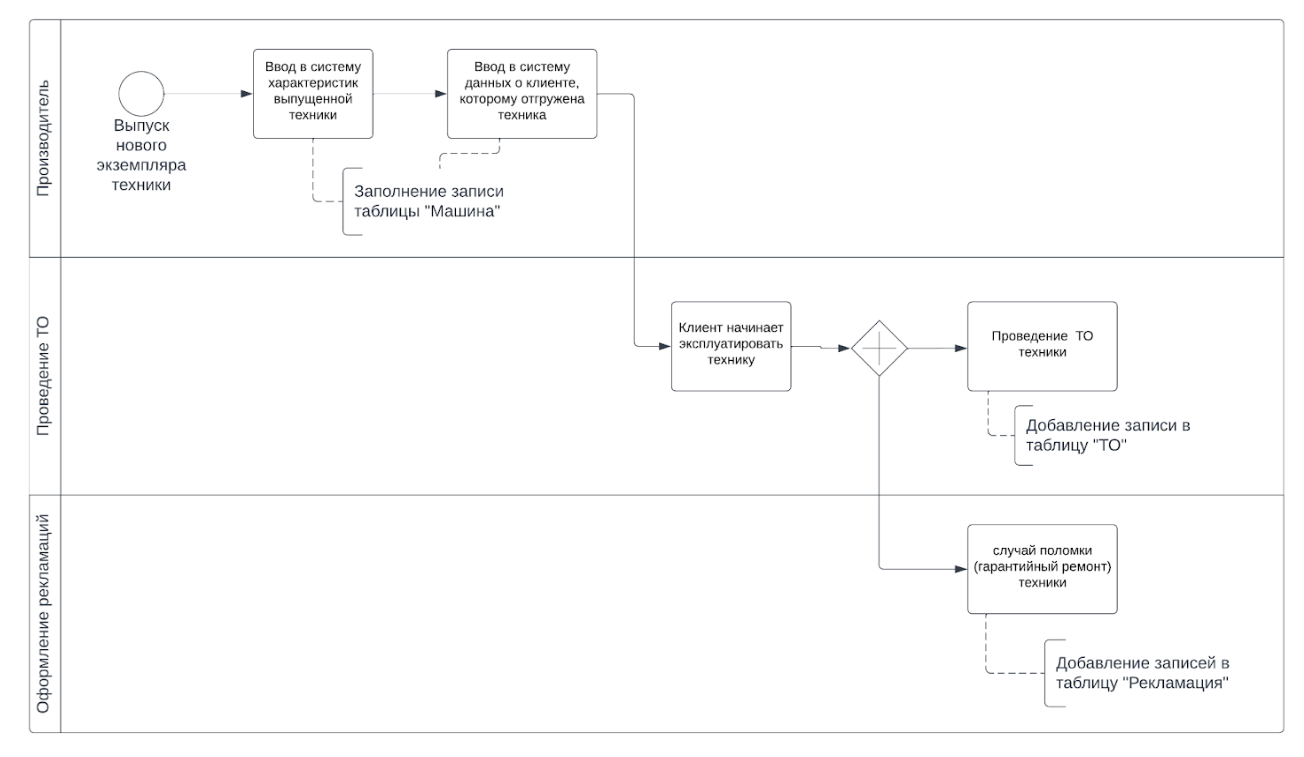 Производитель
Выпуск
нового
экземпляра
техники
Ввод в систему
характеристик
выпущенной
техники
Ввод в систему
данных о клиенте,
которому отгружена
техника
Заполнение записи
таблицы "Машина"
Проведение ТО
Клиент начинает
эксплуатировать
технику
Проведение ТО
техники
Добавление записи в
таблицу "ТО"
Оформление рекламаций
случай поломки
(гарантийный ремонт)
техники
Добавление записей в
таблицу "Рекламация"